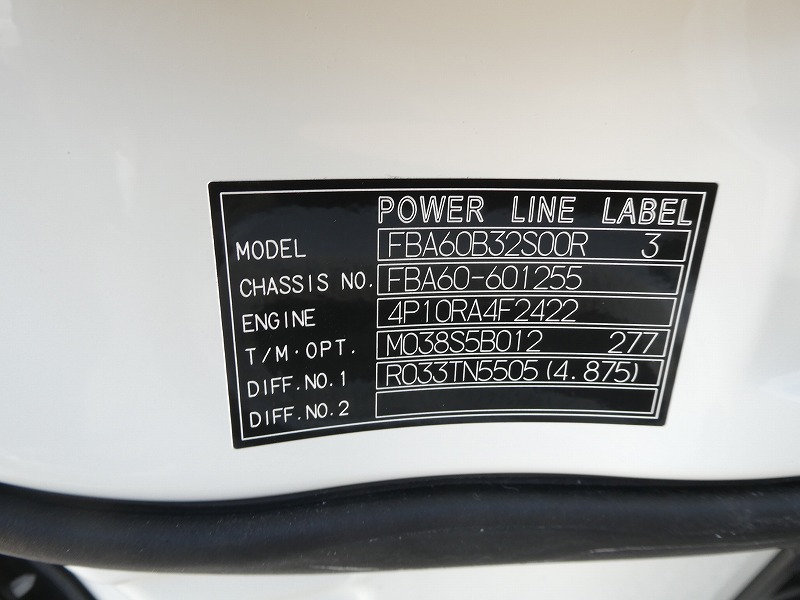 POWER LINE LABEL
MODEL FBA60B32S00R 3
CHASSIS NO. FBA60-601255
ENGINE 4P10RA4F2422
T/M·OPT. M038S5B012 277
DIFF.NO.1 R033TN5505(4.875)
DIFF.NO.2